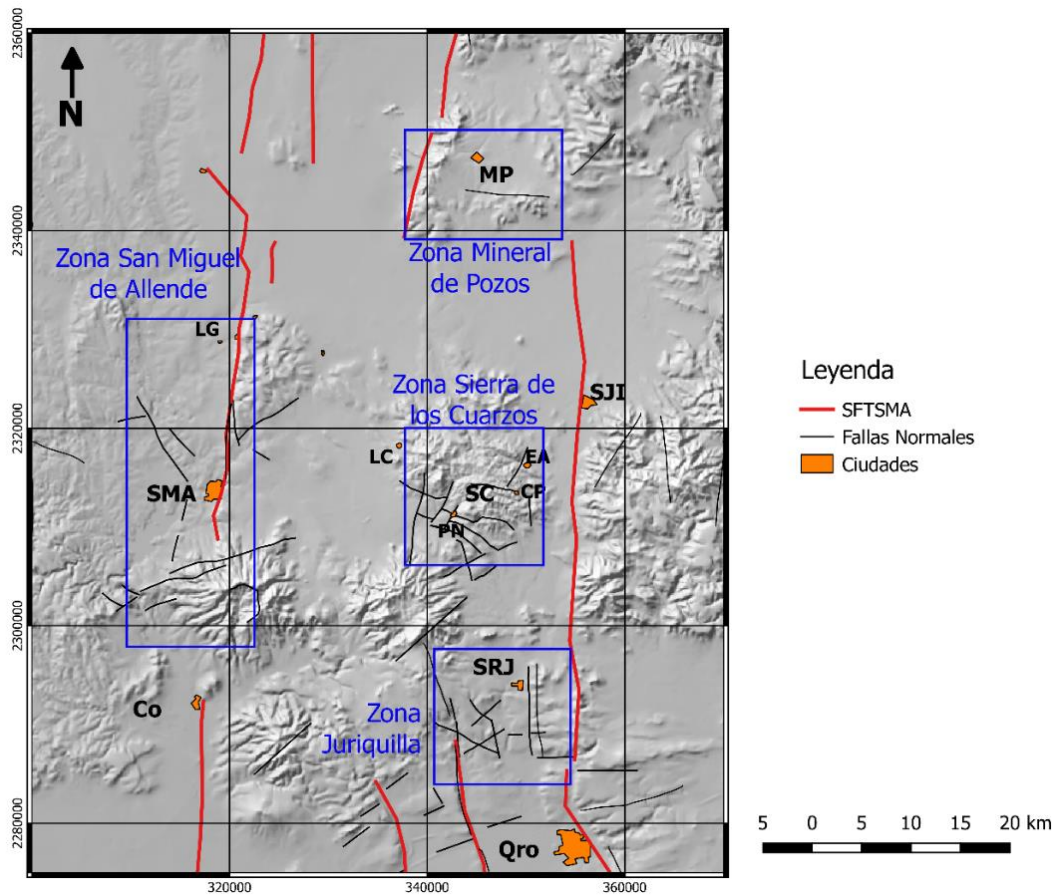 2360000
N
MP
2340000
Zona San Miguel
de Allende
Zona Mineral
de Pozos
LG
Zona Sierra de
los Cuarzos
SJI
2320000
LC
EA
SMA
SC
CP
PN
2300000
SRJ
Co
Zona
Juriquilla
2280000
Qro
320000
340000
360000
Leyenda
SFTSMA
Fallas Normales
Ciudades
5 0 5 10 15 20 km